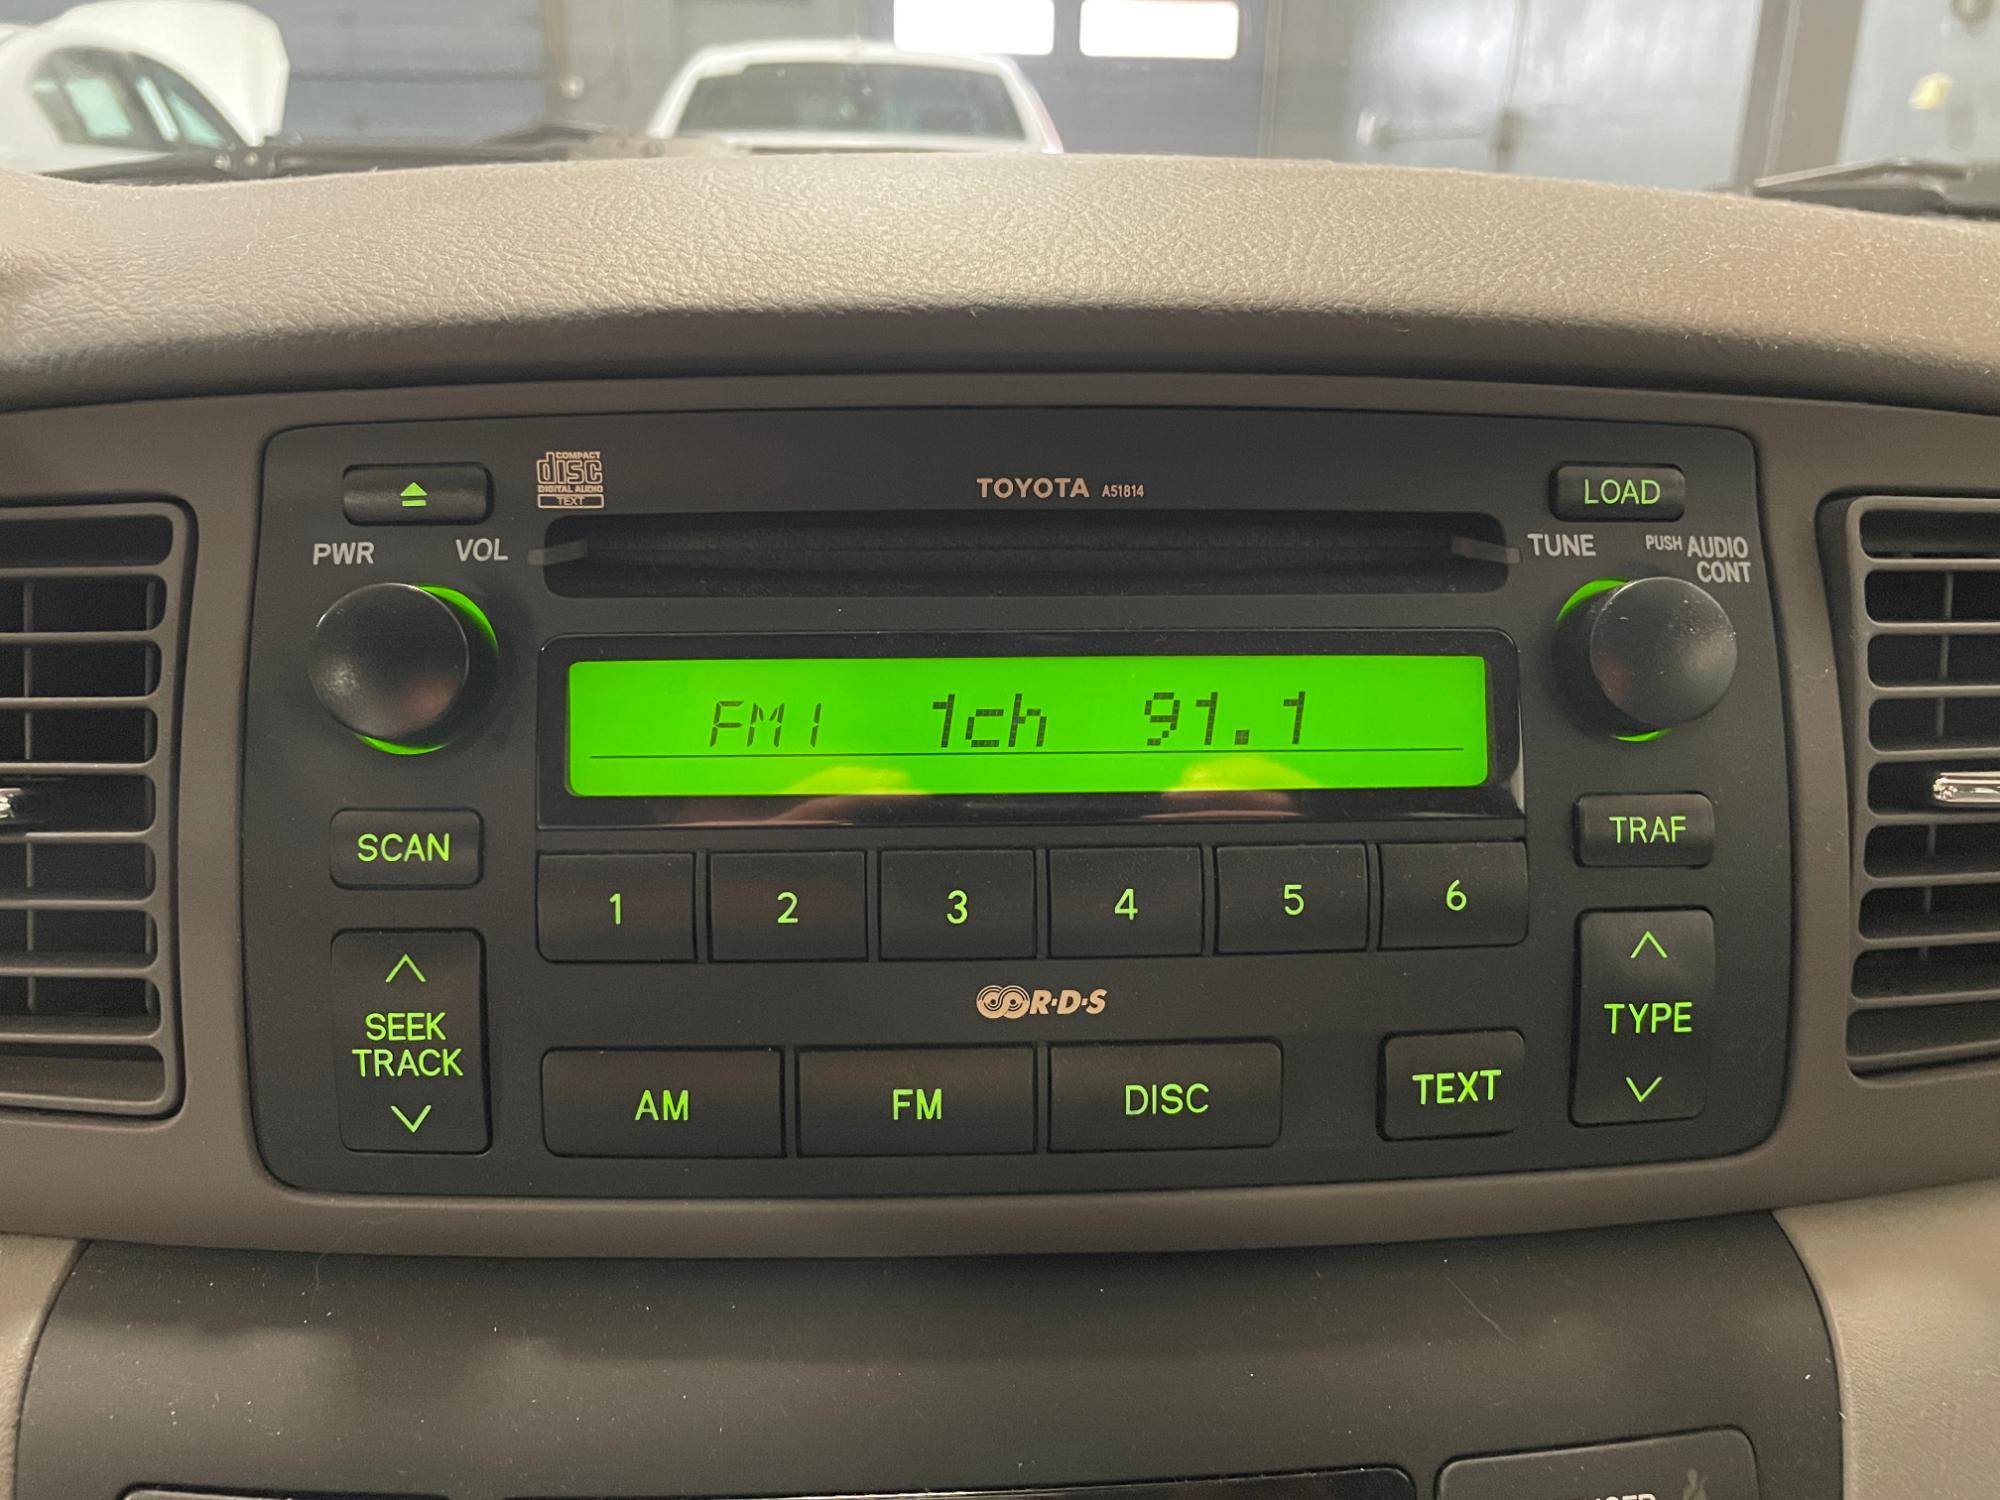 COMPACT
disc
DIGITAL AUDIO
TEXT
TOYOTA A51814
LOAD
PWR VOL
TUNE PUSH AUDIO
CONT
FM1 1ch 91.1
SCAN
TRAF
1 2 3 4 5 6
SEEK
TRACK
R·D·S
TYPE
AM FM DISC TEXT